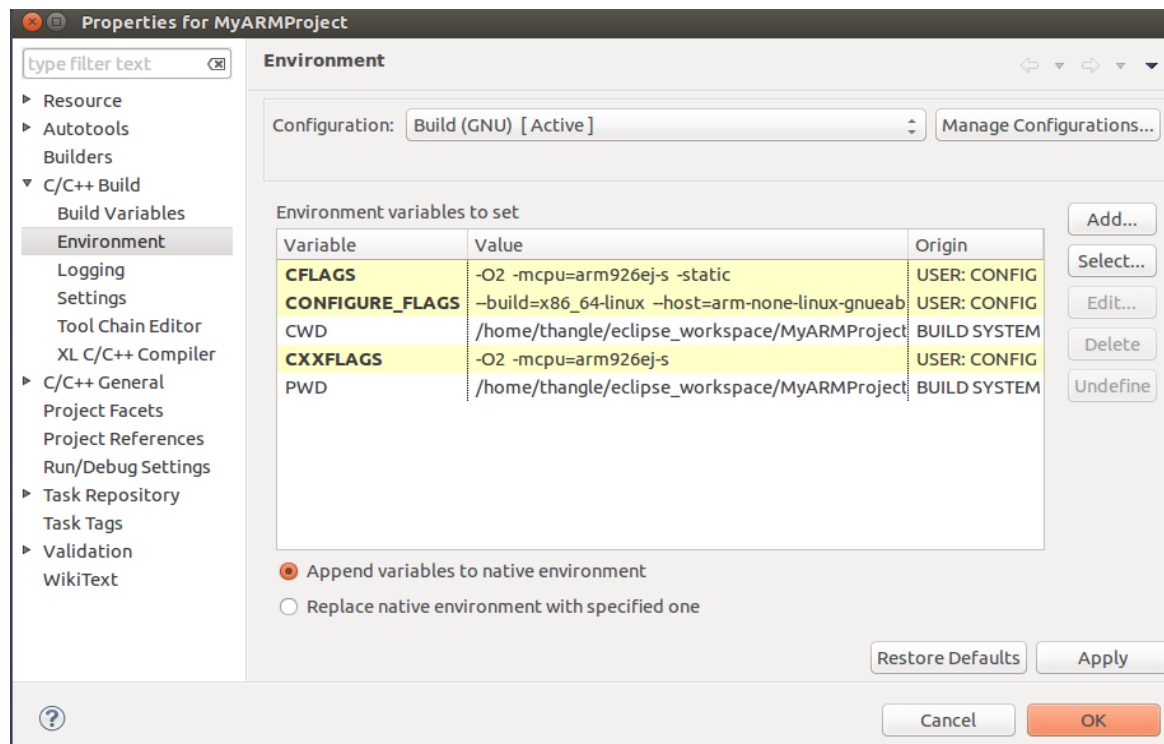 Properties for MyARMProject
type filter text
Environment
Resource
Autotools
Builders
C/C++ Build
Build Variables
Environment
Logging
Settings
Tool Chain Editor
XL C/C++ Compiler
C/C++ General
Project Facets
Project References
Run/Debug Settings
Task Repository
Task Tags
Validation
WikiText
Configuration: Build (GNU) [ Active ] Manage Configurations...
Environment variables to set
Variable Value Origin
CFLAGS -O2 -mcpu=arm926ej-s -static USER: CONFIG
CONFIGURE_FLAGS --build=x86_64-linux --host=arm-none-linux-gnueab USER: CONFIG
CWD /home/thangle/eclipse_workspace/MyARMProject BUILD SYSTEM
CXXFLAGS -O2 -mcpu=arm926ej-s USER: CONFIG
PWD /home/thangle/eclipse_workspace/MyARMProject BUILD SYSTEM
Add...
Select...
Edit...
Delete
Undefine
Append variables to native environment
Replace native environment with specified one
Restore Defaults Apply
? Cancel OK